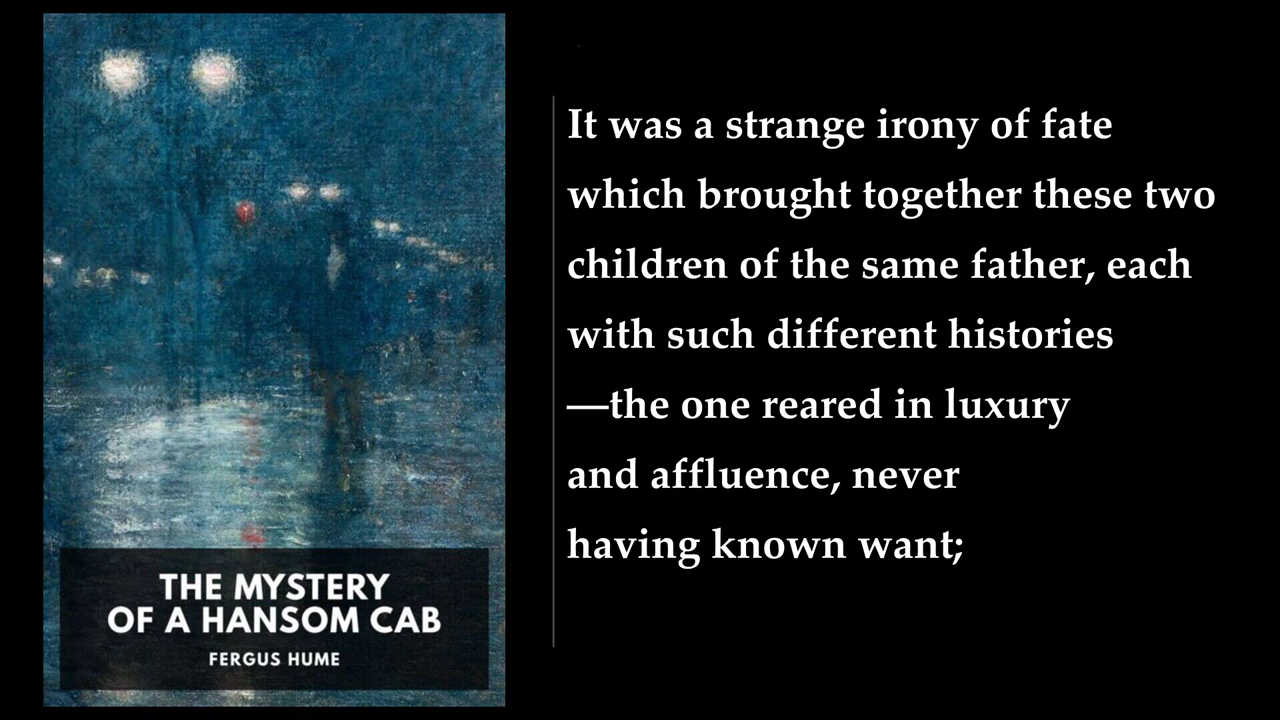 THE MYSTERY
OF A HANSOM CAB
FERGUS HUME
It was a strange irony of fate
which brought together these two
children of the same father, each
with such different histories
—the one reared in luxury
and affluence, never
having known want;